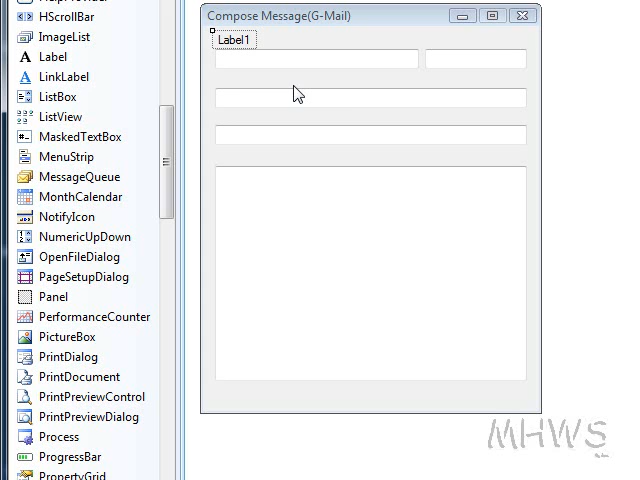 HScrollBar
ImageList
A Label
A LinkLabel
ListBox
ListView
MaskedTextBox
MenuStrip
MessageQueue
MonthCalendar
NotifyIcon
NumericUpDown
OpenFileDialog
PageSetupDialog
Panel
PerformanceCounter
PictureBox
PrintDialog
PrintDocument
PrintPreviewControl
PrintPreviewDialog
Process
ProgressBar
PropertyGrid
Compose Message(G-Mail)
Label1
MHWS